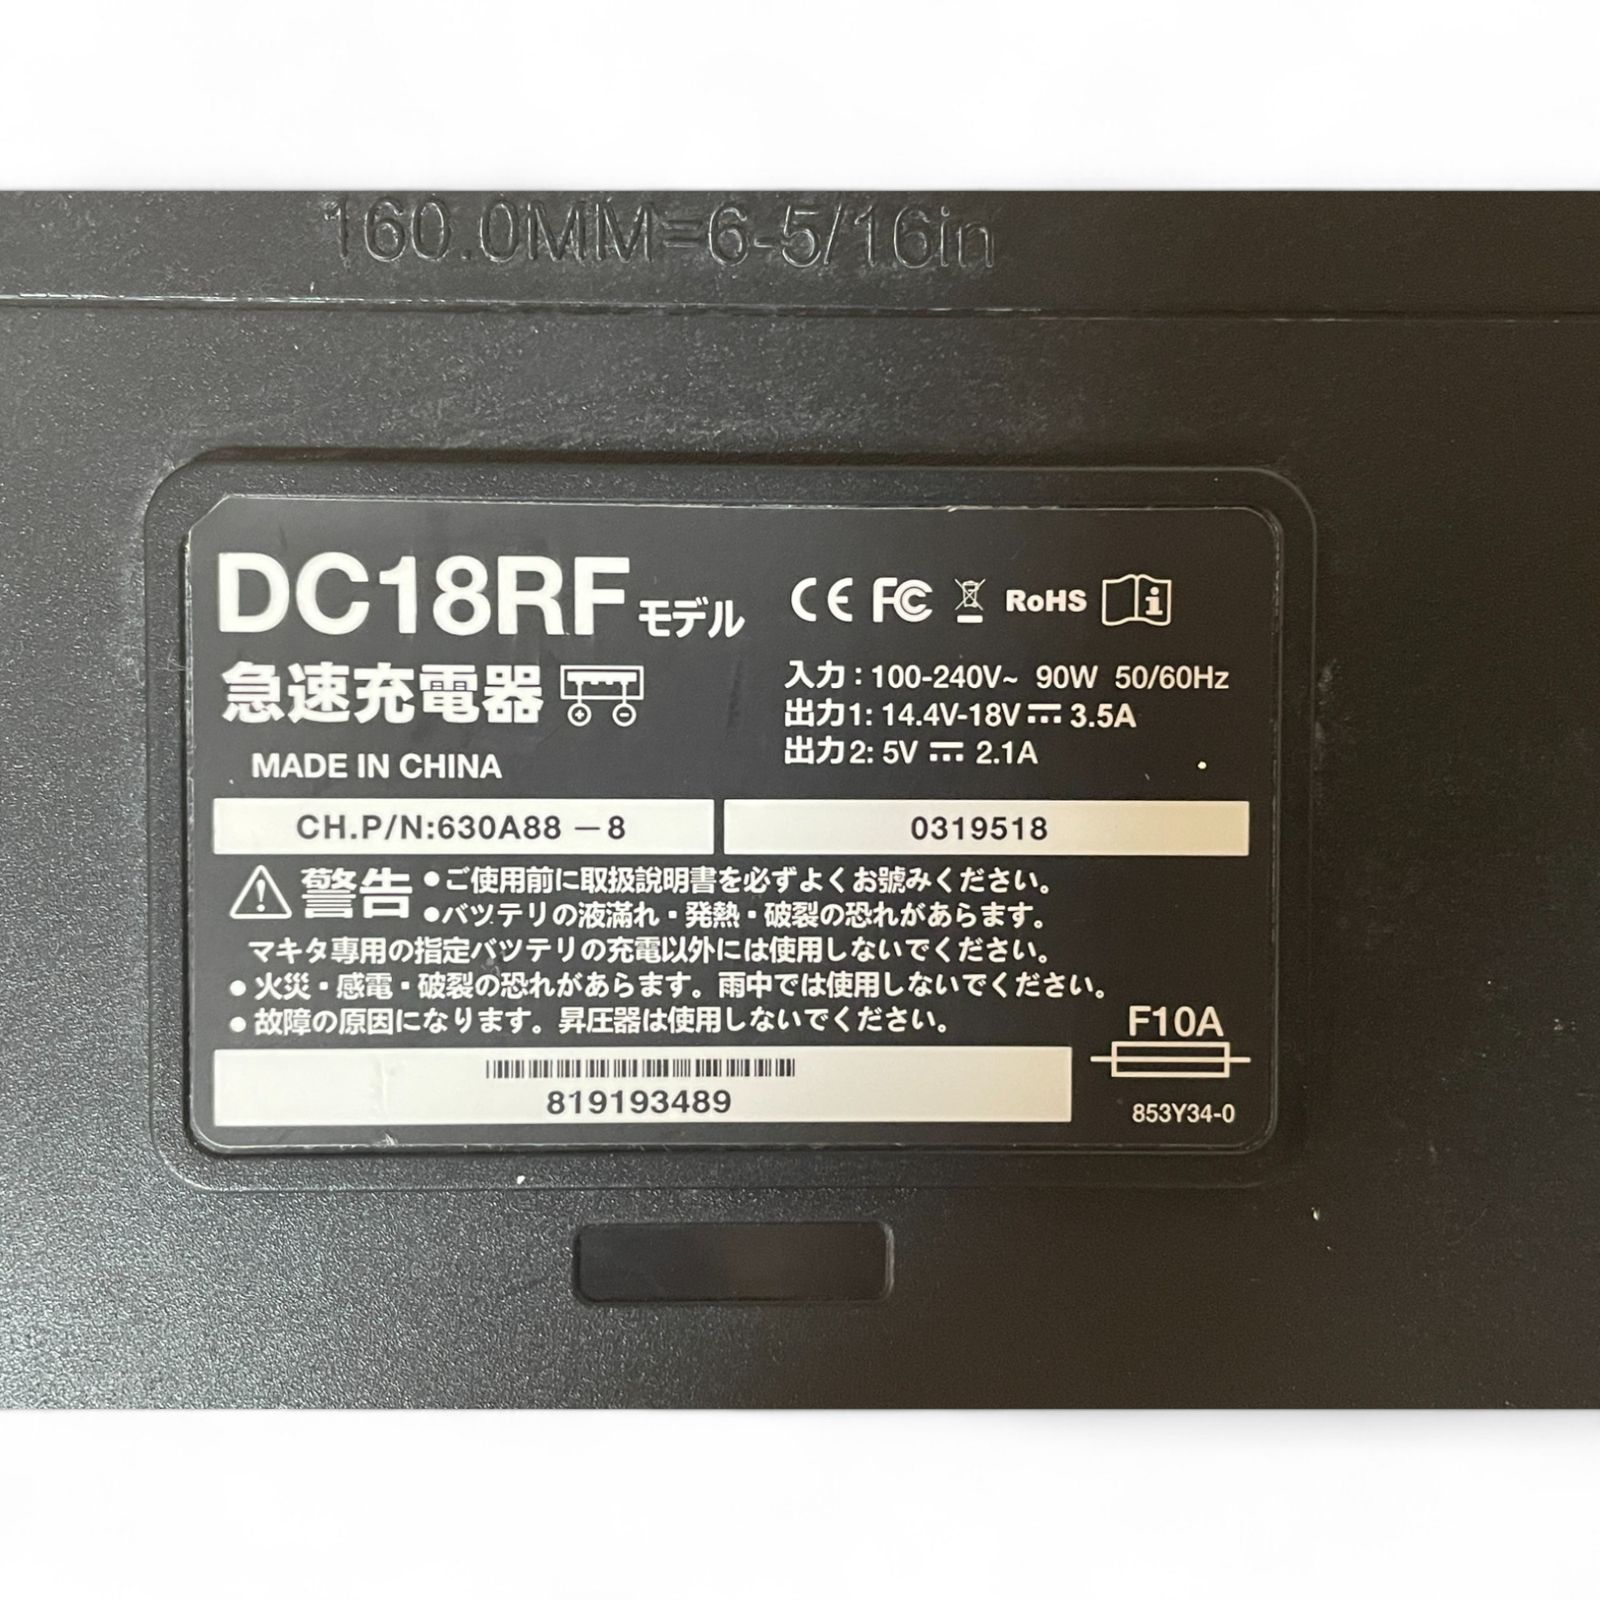 160.0MM=6-5/16in
DC18RF モデル
CE FC RoHS
急速充電器
入力：100-240V~ 90W 50/60Hz
出力1: 14.4V-18V⎓3.5A
出力2: 5V ⎓ 2.1A
MADE IN CHINA
CH.P/N:630A88－8
0319518
警告 ●ご使用前に取扱説明書を必ずよくお號みください。
●バッテリの液滿れ・発熱・破裂の恐れがあらます。
マキタ專用の指定バッテリの充電以外には使用しないでください。
● 火災・感電・破裂の恐れがあらます。雨中では使用しないでください。
● 故障の原因になります。昇圧器は使用しないでください。
F10A
819193489
853Y34-0